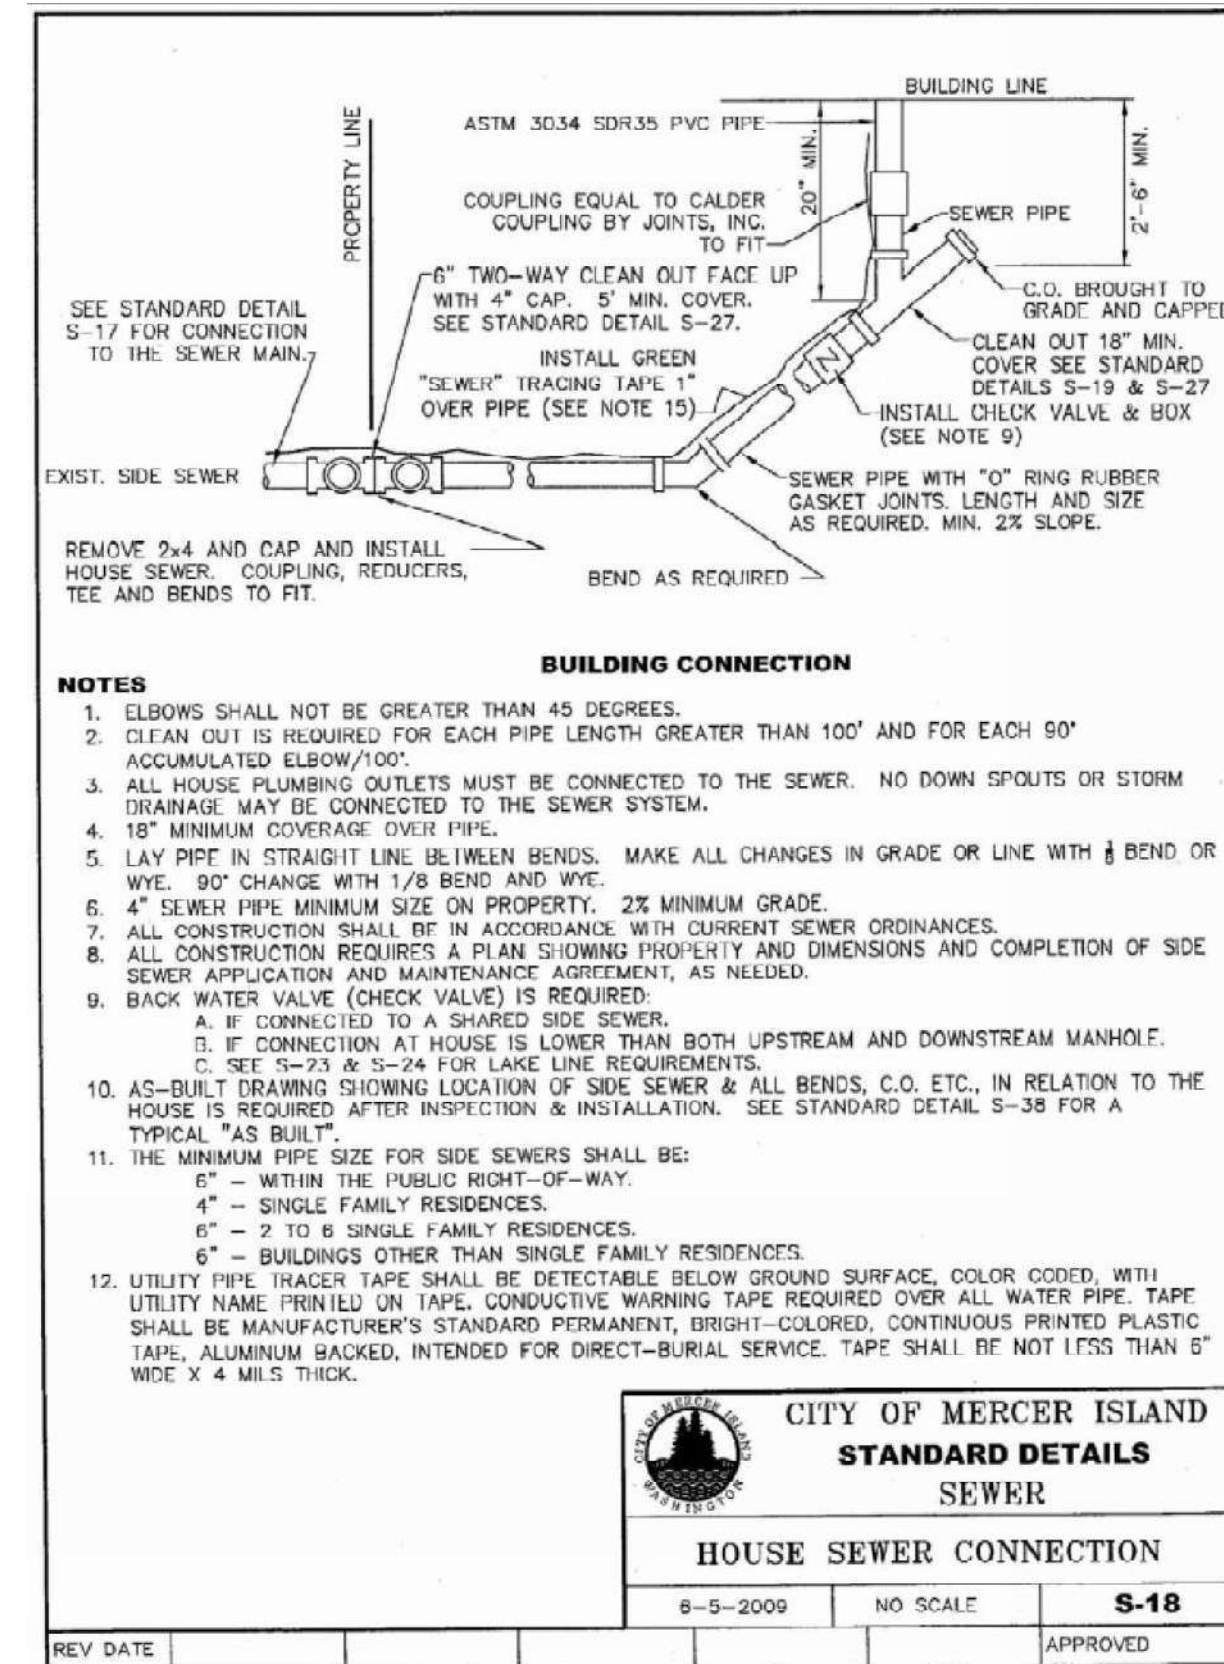 BUILDING LINE
ASTM 3034 SDR35 PVC PIPE
PROPERTY LINE
20" MIN.
2'-6" MIN.
COUPLING EQUAL TO CALDER
COUPLING BY JOINTS, INC.
TO FIT
SEWER PIPE
6" TWO-WAY CLEAN OUT FACE UP
WITH 4" CAP. 5' MIN. COVER.
SEE STANDARD DETAIL S-27.
C.O. BROUGHT TO
GRADE AND CAPPED
SEE STANDARD DETAIL
S-17 FOR CONNECTION
TO THE SEWER MAIN.
CLEAN OUT 18" MIN.
COVER SEE STANDARD
DETAILS S-19 & S-27
INSTALL GREEN
"SEWER" TRACING TAPE 1"
OVER PIPE (SEE NOTE 15)
N
INSTALL CHECK VALVE & BOX
(SEE NOTE 9)
EXIST. SIDE SEWER
SEWER PIPE WITH "O" RING RUBBER
GASKET JOINTS. LENGTH AND SIZE
AS REQUIRED. MIN. 2% SLOPE.
REMOVE 2x4 AND CAP AND INSTALL
HOUSE SEWER. COUPLING, REDUCERS,
TEE AND BENDS TO FIT.
BEND AS REQUIRED
BUILDING CONNECTION
NOTES
1. ELBOWS SHALL NOT BE GREATER THAN 45 DEGREES.
2. CLEAN OUT IS REQUIRED FOR EACH PIPE LENGTH GREATER THAN 100' AND FOR EACH 90°
ACCUMULATED ELBOW/100'.
3. ALL HOUSE PLUMBING OUTLETS MUST BE CONNECTED TO THE SEWER. NO DOWN SPOUTS OR STORM
DRAINAGE MAY BE CONNECTED TO THE SEWER SYSTEM.
4. 18" MINIMUM COVERAGE OVER PIPE.
5. LAY PIPE IN STRAIGHT LINE BETWEEN BENDS. MAKE ALL CHANGES IN GRADE OR LINE WITH BEND OR
WYE. 90° CHANGE WITH 1/8 BEND AND WYE.
6. 4" SEWER PIPE MINIMUM SIZE ON PROPERTY. 2% MINIMUM GRADE.
7. ALL CONSTRUCTION SHALL BE IN ACCORDANCE WITH CURRENT SEWER ORDINANCES.
8. ALL CONSTRUCTION REQUIRES A PLAN SHOWING PROPERTY AND DIMENSIONS AND COMPLETION OF SIDE
SEWER APPLICATION AND MAINTENANCE AGREEMENT, AS NEEDED.
9. BACK WATER VALVE (CHECK VALVE) IS REQUIRED:
A. IF CONNECTED TO A SHARED SIDE SEWER.
B. IF CONNECTION AT HOUSE IS LOWER THAN BOTH UPSTREAM AND DOWNSTREAM MANHOLE.
C. SEE S-23 & S-24 FOR LAKE LINE REQUIREMENTS.
10. AS-BUILT DRAWING SHOWING LOCATION OF SIDE SEWER & ALL BENDS, C.O. ETC., IN RELATION TO THE
HOUSE IS REQUIRED AFTER INSPECTION & INSTALLATION. SEE STANDARD DETAIL S-38 FOR A
TYPICAL "AS BUILT".
11. THE MINIMUM PIPE SIZE FOR SIDE SEWERS SHALL BE:
6" - WITHIN THE PUBLIC RIGHT-OF-WAY.
4" - SINGLE FAMILY RESIDENCES.
6" - 2 TO 6 SINGLE FAMILY RESIDENCES.
6" - BUILDINGS OTHER THAN SINGLE FAMILY RESIDENCES.
12. UTILITY PIPE TRACER TAPE SHALL BE DETECTABLE BELOW GROUND SURFACE, COLOR CODED, WITH
UTILITY NAME PRINTED ON TAPE. CONDUCTIVE WARNING TAPE REQUIRED OVER ALL WATER PIPE. TAPE
SHALL BE MANUFACTURER'S STANDARD PERMANENT, BRIGHT-COLORED, CONTINUOUS PRINTED PLASTIC
TAPE, ALUMINUM BACKED, INTENDED FOR DIRECT-BURIAL SERVICE. TAPE SHALL BE NOT LESS THAN 6"
WIDE X 4 MILS THICK.
CITY OF MERCER ISLAND
WASHINGTON
CITY OF MERCER ISLAND
STANDARD DETAILS
SEWER
HOUSE SEWER CONNECTION
6-5-2009
NO SCALE
S-18
REV DATE
APPROVED